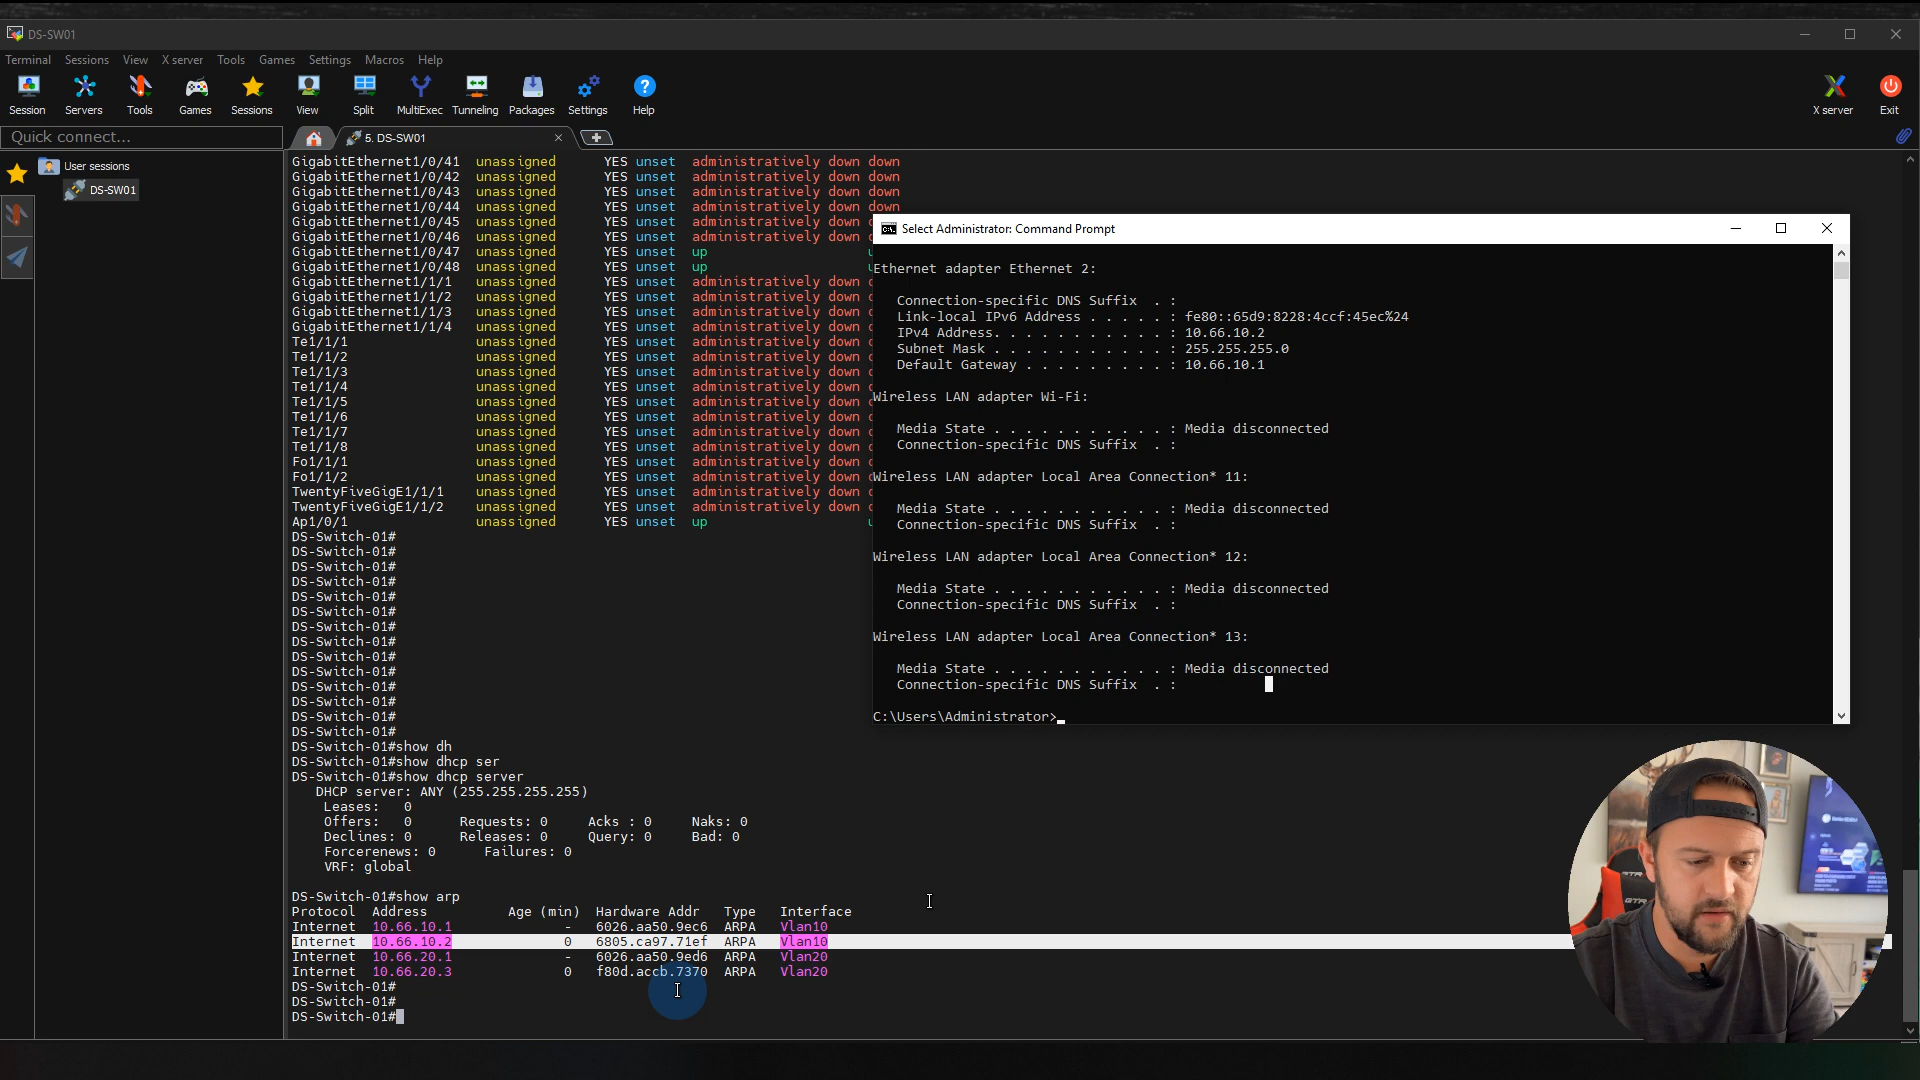 DS-SW01
Terminal Sessions View X server Tools Games Settings Macros Help
Session Servers Tools Games Sessions View Split MultiExec Tunneling Packages Settings Help X server Exit
Quick connect...
5. DS-SW01
User sessions
DS-SW01
GigabitEthernet1/0/41 unassigned YES unset administratively down down
GigabitEthernet1/0/42 unassigned YES unset administratively down down
GigabitEthernet1/0/43 unassigned YES unset administratively down down
GigabitEthernet1/0/44 unassigned YES unset administratively down down
GigabitEthernet1/0/45 unassigned YES unset administratively down
GigabitEthernet1/0/46 unassigned YES unset administratively down
GigabitEthernet1/0/47 unassigned YES unset up
GigabitEthernet1/0/48 unassigned YES unset up
GigabitEthernet1/1/1 unassigned YES unset administratively down
GigabitEthernet1/1/2 unassigned YES unset administratively down
GigabitEthernet1/1/3 unassigned YES unset administratively down
GigabitEthernet1/1/4 unassigned YES unset administratively down
Te1/1/1 unassigned YES unset administratively down
Te1/1/2 unassigned YES unset administratively down
Te1/1/3 unassigned YES unset administratively down
Te1/1/4 unassigned YES unset administratively down
Te1/1/5 unassigned YES unset administratively down
Te1/1/6 unassigned YES unset administratively down
Te1/1/7 unassigned YES unset administratively down
Te1/1/8 unassigned YES unset administratively down
Fo1/1/1 unassigned YES unset administratively down
Fo1/1/2 unassigned YES unset administratively down
TwentyFiveGigE1/1/1 unassigned YES unset administratively down
TwentyFiveGigE1/1/2 unassigned YES unset administratively down
Ap1/0/1 unassigned YES unset up
DS-Switch-01#
DS-Switch-01#
DS-Switch-01#
DS-Switch-01#
DS-Switch-01#
DS-Switch-01#
DS-Switch-01#
DS-Switch-01#
DS-Switch-01#
DS-Switch-01#
DS-Switch-01#
DS-Switch-01#
DS-Switch-01#
DS-Switch-01#
DS-Switch-01#show dh
DS-Switch-01#show dhcp ser
DS-Switch-01#show dhcp server
DHCP server: ANY (255.255.255.255)
Leases: 0
Offers: 0 Requests: 0 Acks : 0 Naks: 0
Declines: 0 Releases: 0 Query: 0 Bad: 0
Forcerenews: 0 Failures: 0
VRF: global
DS-Switch-01#show arp
Protocol Address Age (min) Hardware Addr Type Interface
Internet 10.66.10.1 - 6026.aa50.9ec6 ARPA Vlan10
Internet 10.66.10.2 0 6805.ca97.71ef ARPA Vlan10
Internet 10.66.20.1 - 6026.aa50.9ed6 ARPA Vlan20
Internet 10.66.20.3 0 f80d.accb.7370 ARPA Vlan20
DS-Switch-01#
DS-Switch-01#
DS-Switch-01#
Select Administrator: Command Prompt
Ethernet adapter Ethernet 2:
Connection-specific DNS Suffix . :
Link-local IPv6 Address . . . . . : fe80::65d9:8228:4ccf:45ec%24
IPv4 Address. . . . . . . . . . . : 10.66.10.2
Subnet Mask . . . . . . . . . . . : 255.255.255.0
Default Gateway . . . . . . . . . : 10.66.10.1
Wireless LAN adapter Wi-Fi:
Media State . . . . . . . . . . . : Media disconnected
Connection-specific DNS Suffix . :
Wireless LAN adapter Local Area Connection* 11:
Media State . . . . . . . . . . . : Media disconnected
Connection-specific DNS Suffix . :
Wireless LAN adapter Local Area Connection* 12:
Media State . . . . . . . . . . . : Media disconnected
Connection-specific DNS Suffix . :
Wireless LAN adapter Local Area Connection* 13:
Media State . . . . . . . . . . . : Media disconnected
Connection-specific DNS Suffix . :
C:\Users\Administrator>